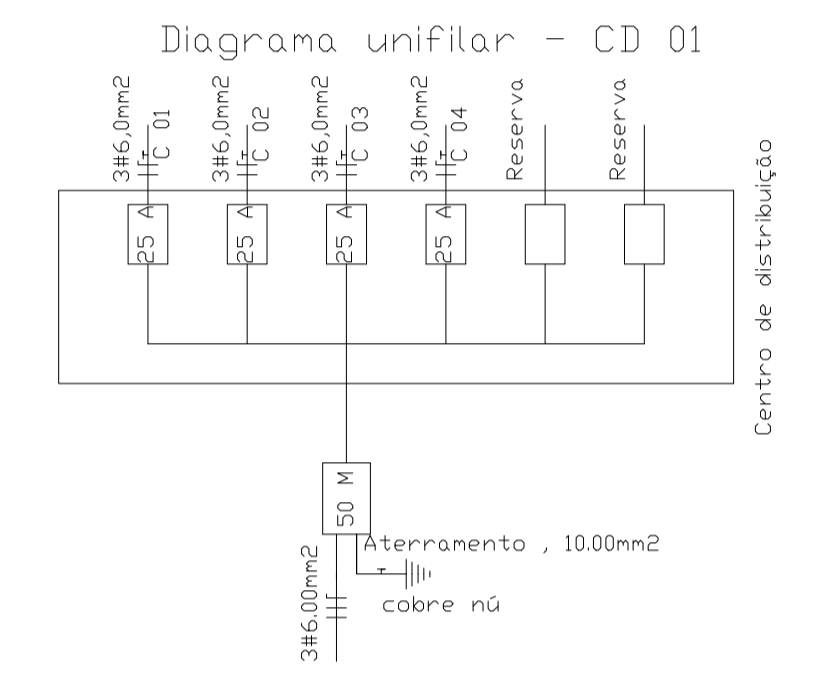 Diagrama unifilar - CD 01
3#6,0mm2
C 01
3#6,0mm2
C 02
3#6,0mm2
C 03
3#6,0mm2
C 04
Reserva
Reserva
25 A
25 A
25 A
25 A
Centro de distribuição
50 M
Aterramento , 10.00mm2
cobre nú
3#6.00mm2